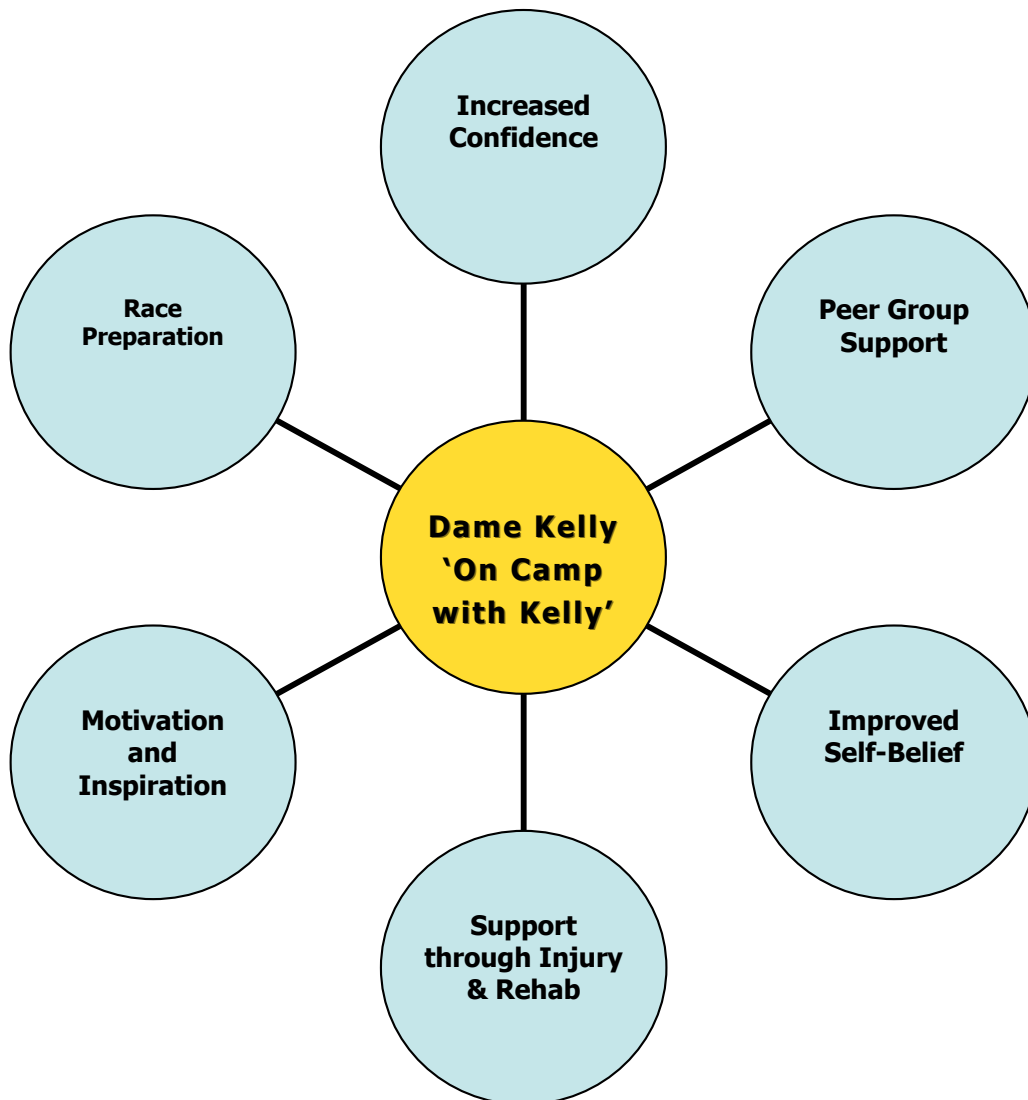 Increased
Confidence
Race
Preparation
Peer Group
Support
Dame Kelly
‘On Camp
with Kelly’
Motivation
and
Inspiration
Improved
Self-Belief
Support
through Injury
& Rehab